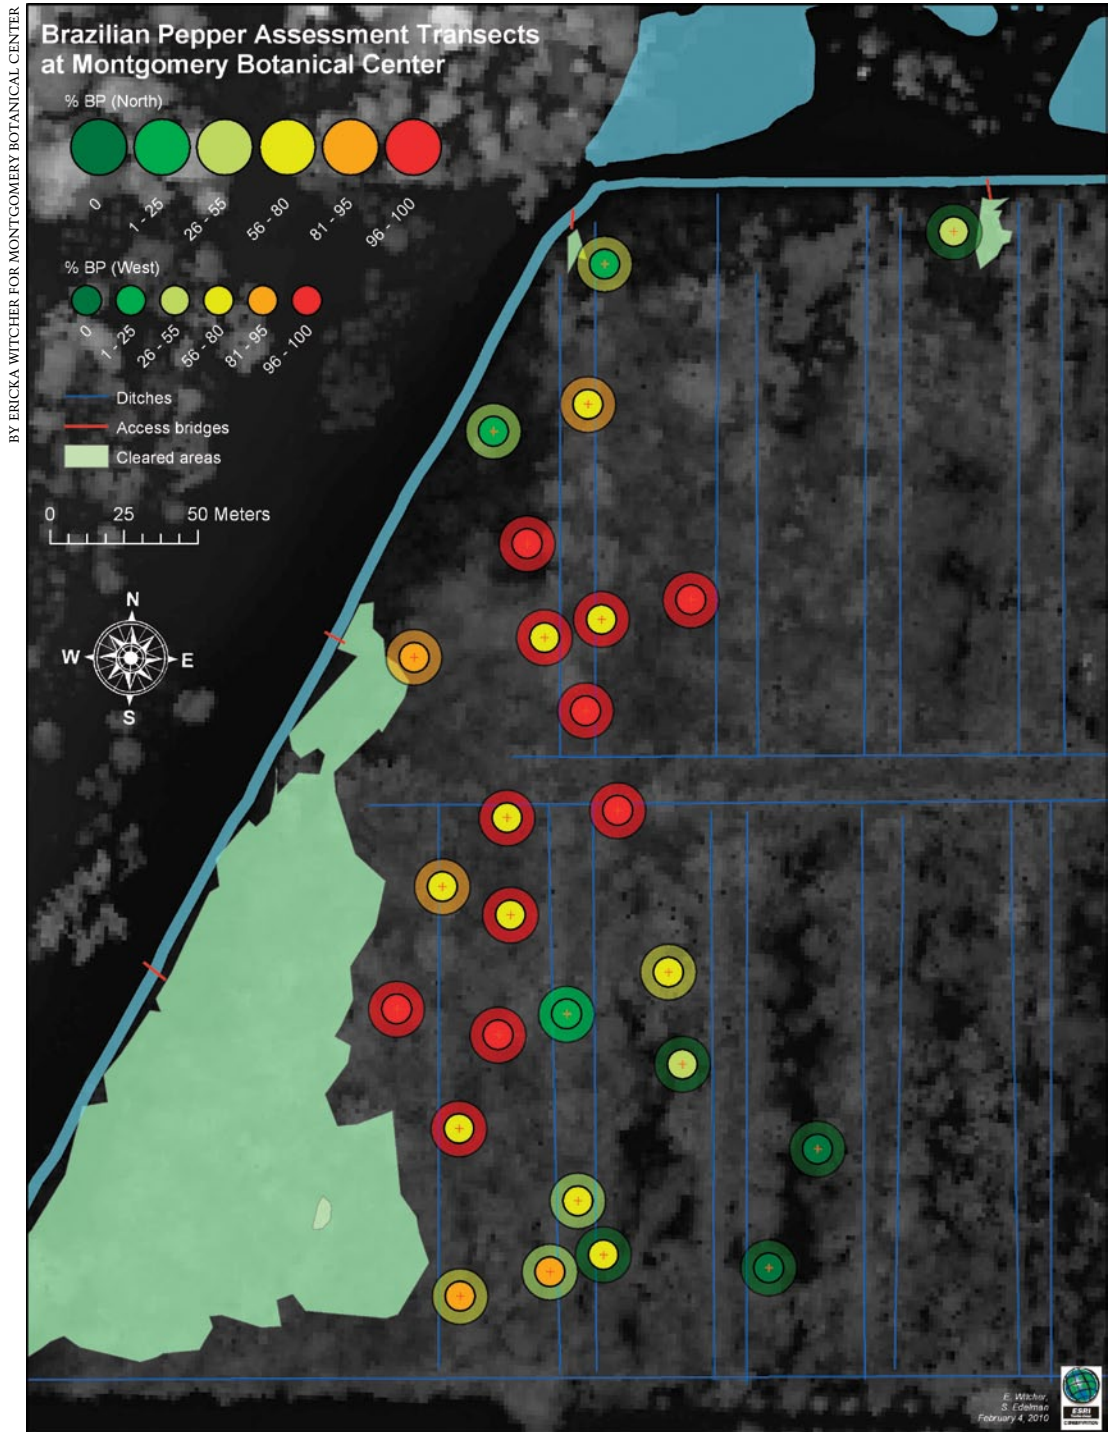 BY ERICKA WITCHER FOR MONTGOMERY BOTANICAL CENTER
Brazilian Pepper Assessment Transects
at Montgomery Botanical Center
% BP (North)
0 1 - 25 26 - 55 56 - 80 81 - 95 96 - 100
% BP (West)
0 1 - 25 26 - 55 56 - 80 81 - 95 96 - 100
Ditches
Access bridges
Cleared areas
0 25 50 Meters
N
W E
S
E. Witcher,
S. Edelman
February 4, 2010
ESRI